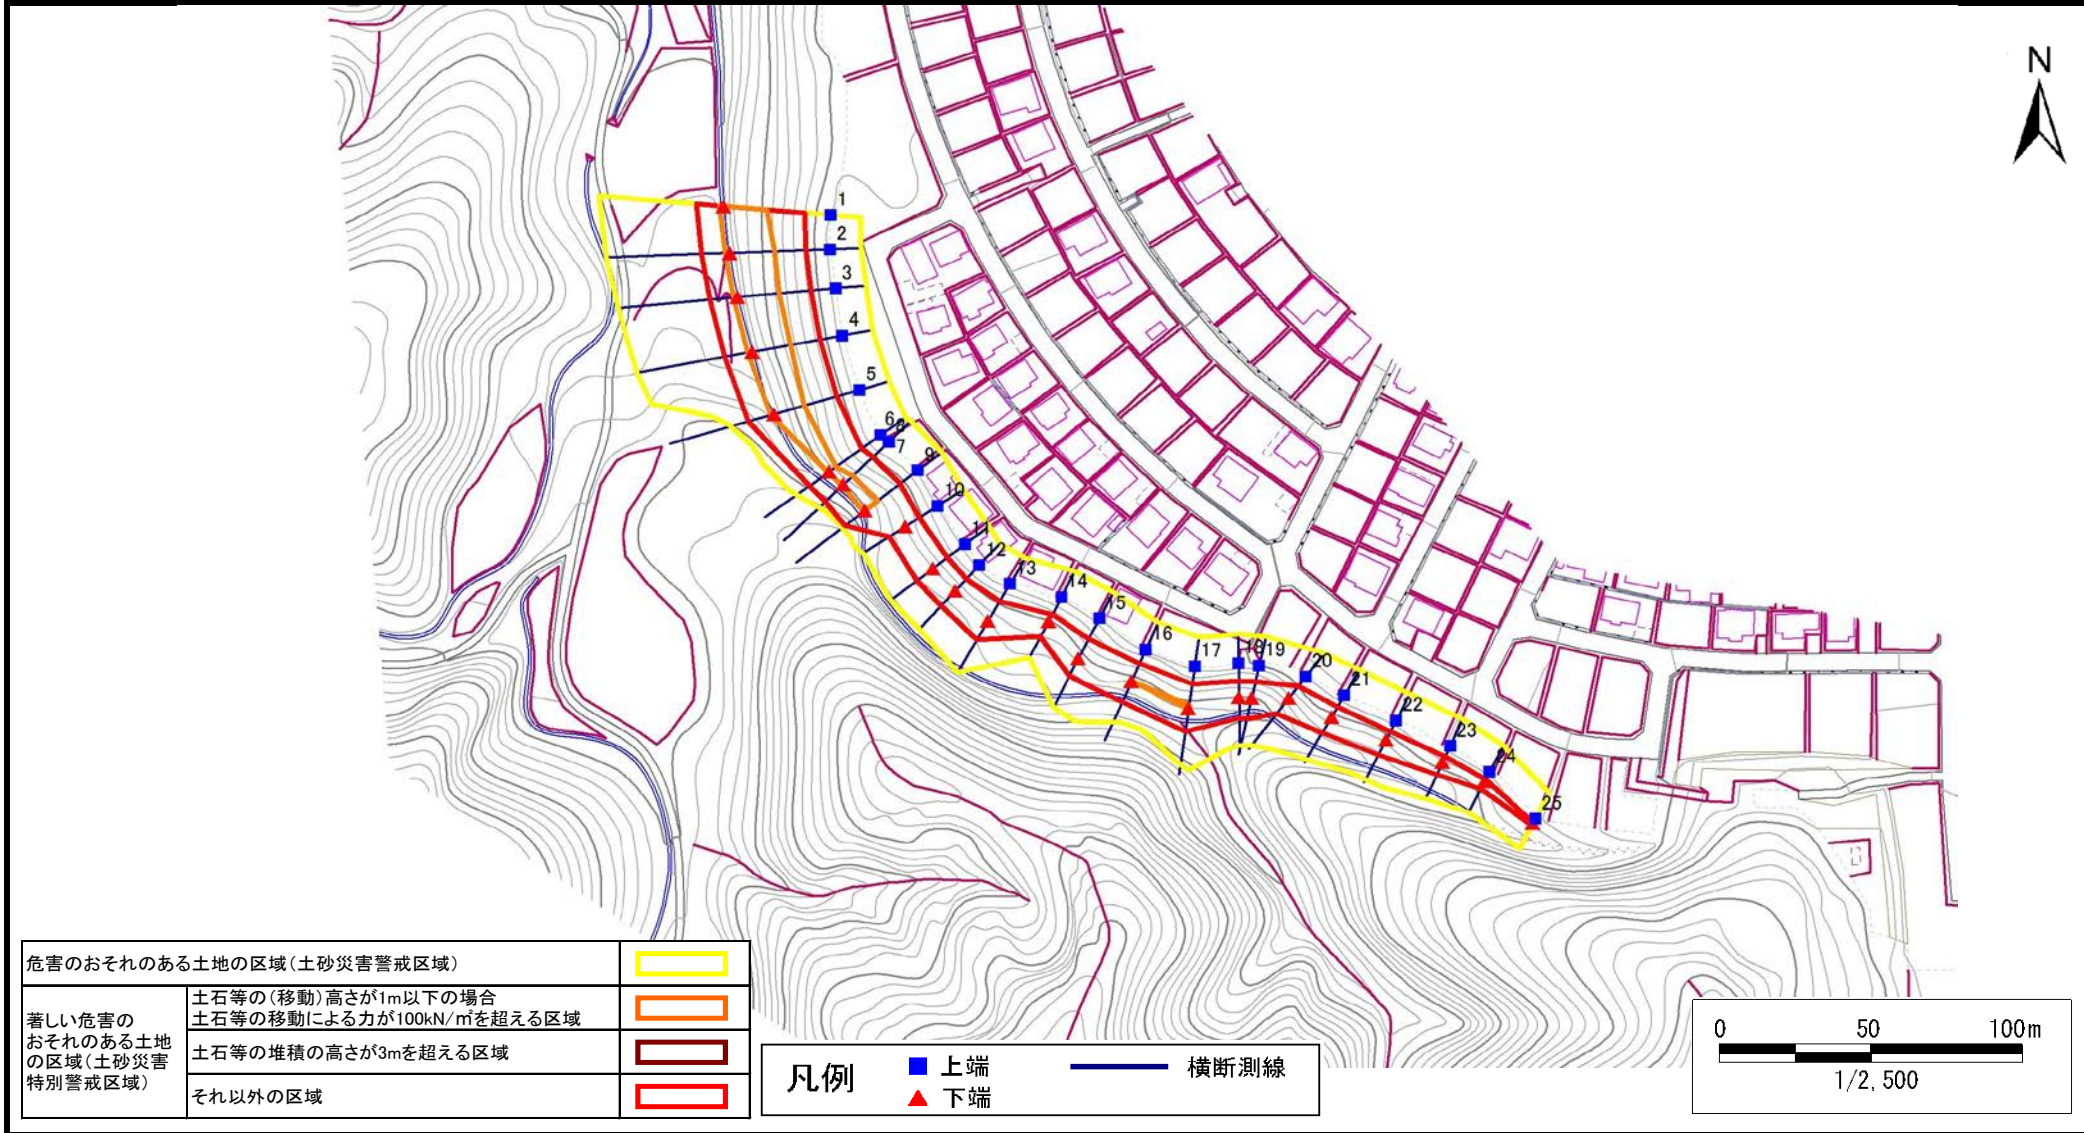 N
1
2
3
4
5
6
8
7
9
10
11
12
13
14
15
16
17
18
19
20
21
22
23
24
25
危害のおそれのある土地の区域(土砂災害警戒区域)
著しい危害の
おそれのある土地
の区域(土砂災害
特別警戒区域)
土石等の(移動)高さが1m以下の場合
土石等の移動による力が100kN/㎡を超える区域
土石等の堆積の高さが3mを超える区域
それ以外の区域
凡例
上端
下端
横断測線
0 50 100m
1/2,500